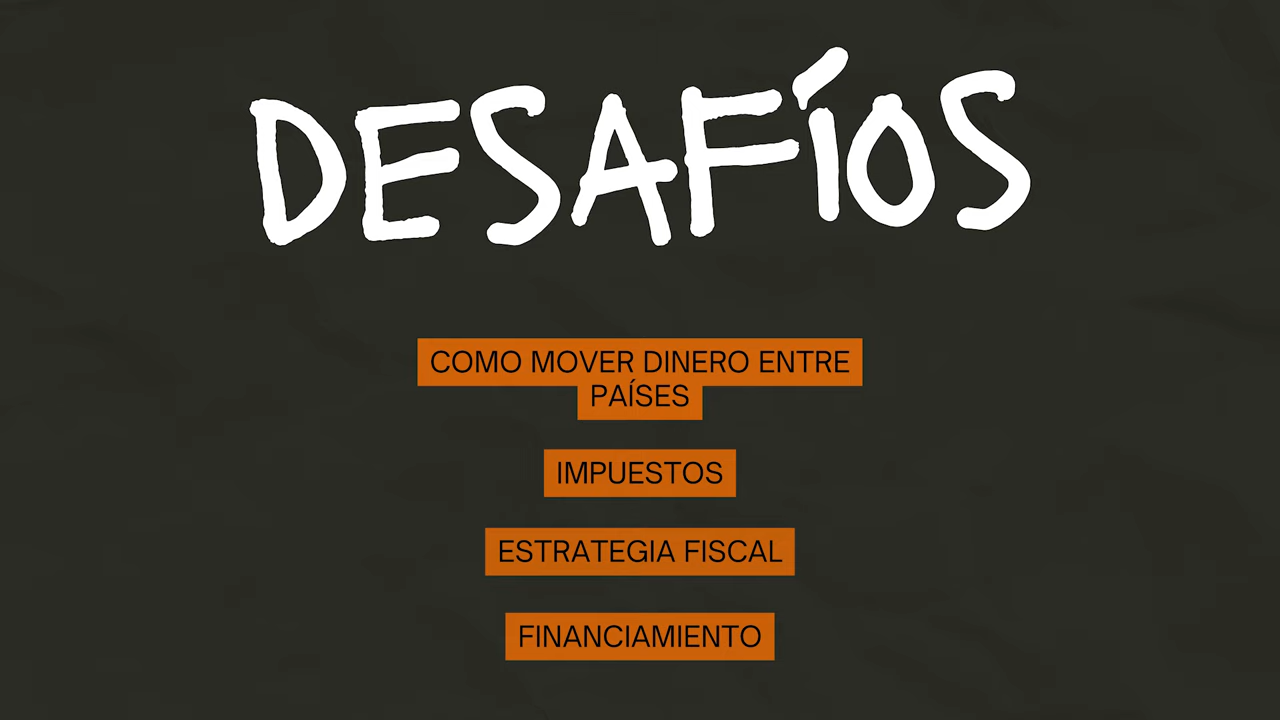 DESAFÍOS
COMO MOVER DINERO ENTRE
PAÍSES
IMPUESTOS
ESTRATEGIA FISCAL
FINANCIAMIENTO